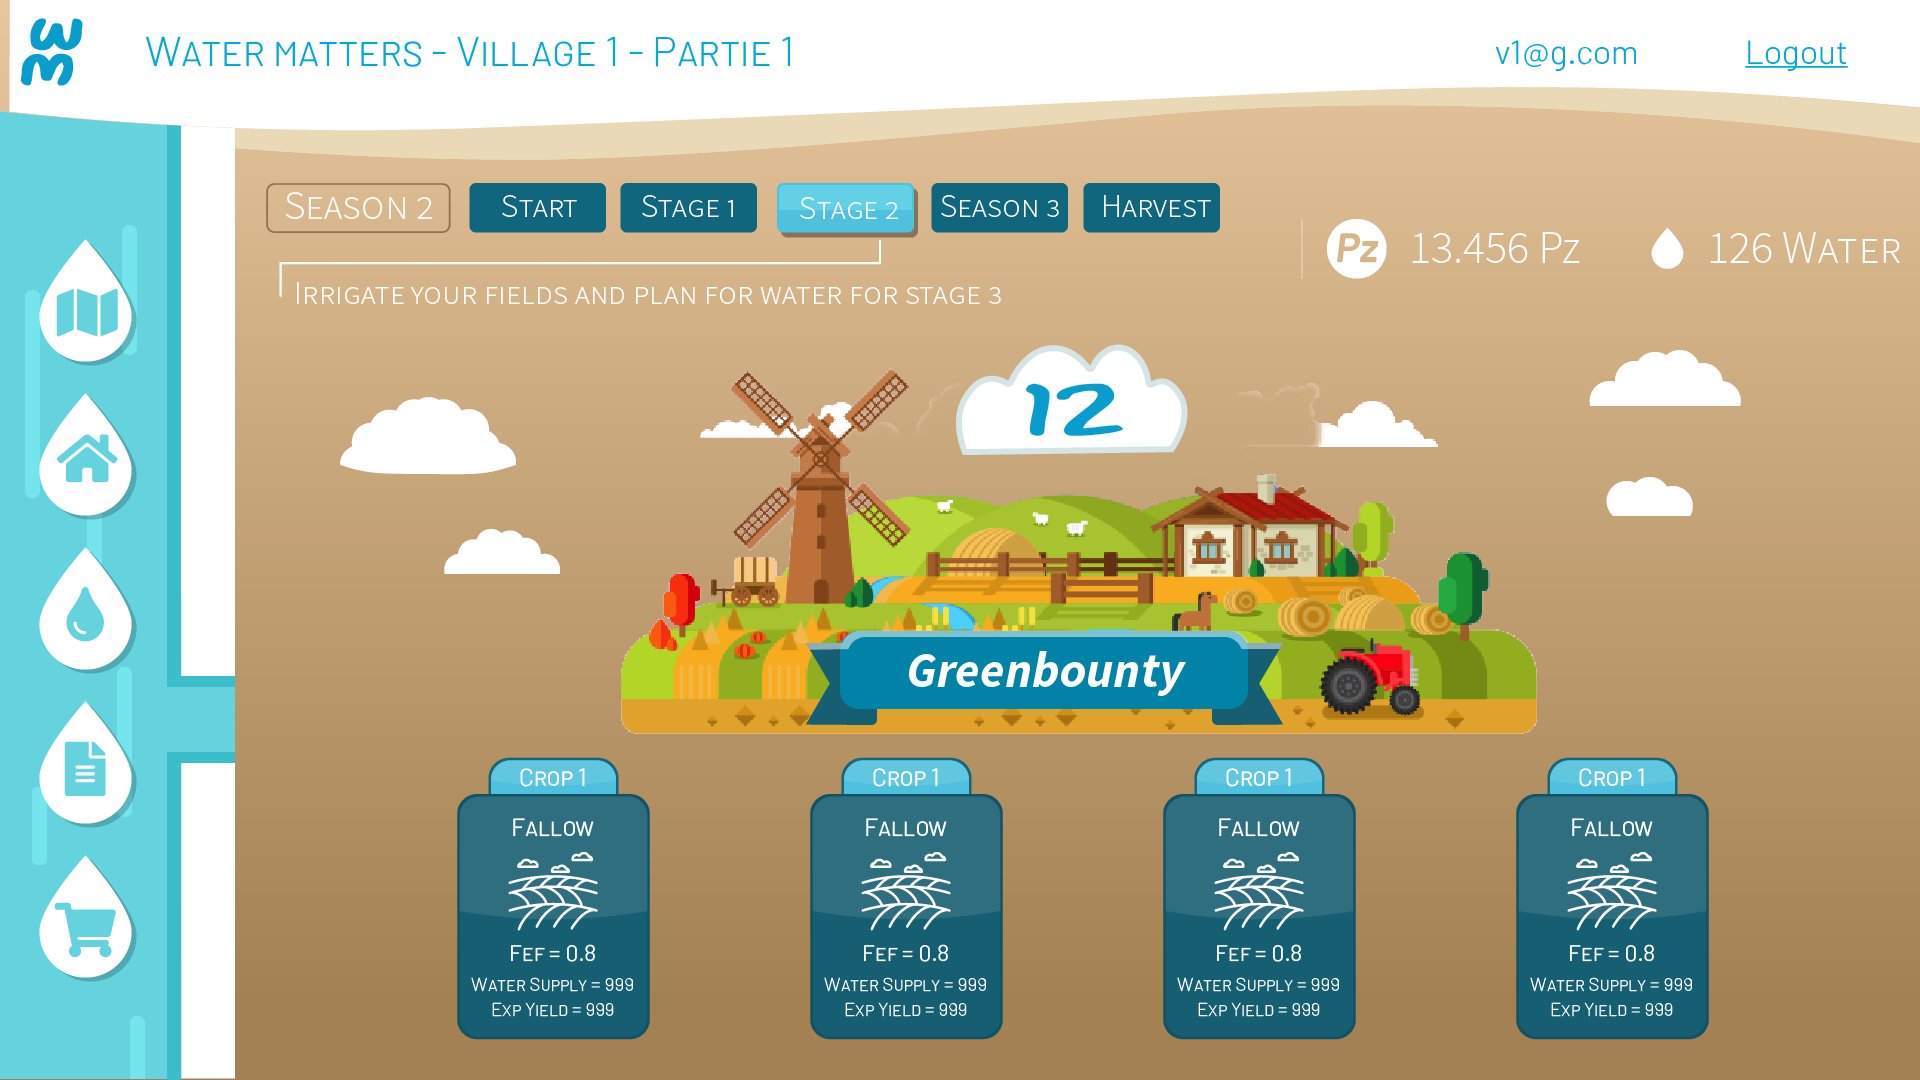 WM
Water matters - Village 1 - Partie 1
v1@g.com
Logout
Season 2
Start
Stage 1
Stage 2
Season 3
Harvest
Pz
13.456 Pz
126 Water
Irrigate your fields and plan for water for stage 3
12
Greenbounty
Crop 1
Fallow
Fef = 0.8
Water Supply = 999
Exp Yield = 999
Crop 1
Fallow
Fef = 0.8
Water Supply = 999
Exp Yield = 999
Crop 1
Fallow
Fef = 0.8
Water Supply = 999
Exp Yield = 999
Crop 1
Fallow
Fef = 0.8
Water Supply = 999
Exp Yield = 999